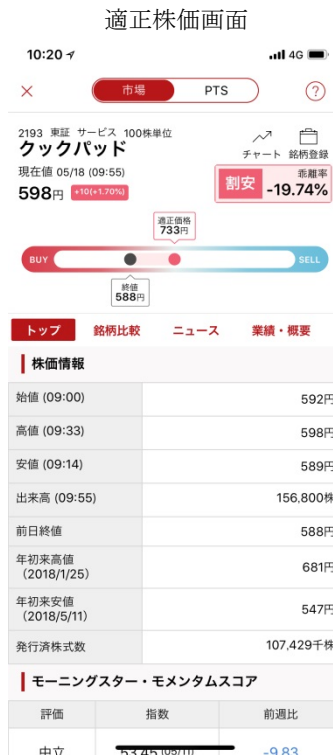 適正株価画面
10:20
4G
市場 PTS
?
2193 東証 サービス 100株単位
クックパッド
チャート 銘柄登録
現在値 05/18 (09:55)
598円 +10(+1.70%)
割安 乖離率
-19.74%
適正価格
733円
BUY SELL
終値
588円
トップ 銘柄比較 ニュース 業績・概要
株価情報
始値 (09:00) 592円
高値 (09:33) 598円
安値 (09:14) 589円
出来高 (09:55) 156,800株
前日終値 588円
年初来高値
(2018/1/25) 681円
年初来安値
(2018/5/11) 547円
発行済株式数 107,429千株
モーニングスター・モメンタムスコア
評価 指数 前週比
中立 53.45 (05/11) -9.83